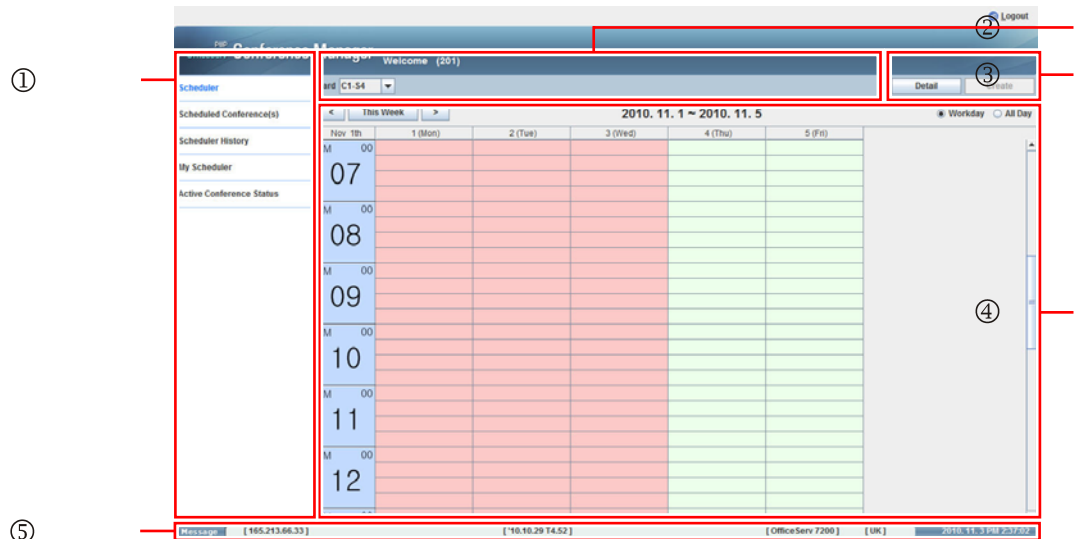 Logout
②
PHP Conference Manager
Welcome (201)
①
③
Scheduler
ard C1-S4
Detail Create
Scheduled Conference(s)
< This Week >
2010. 11. 1 ~ 2010. 11. 5
Workday All Day
Scheduler History
Nov 1th 1 (Mon) 2 (Tue) 3 (Wed) 4 (Thu) 5 (Fri)
M 00
07
My Scheduler
Active Conference Status
M 00
08
M 00
09
④
M 00
10
M 00
11
M 00
12
⑤
Message [ 165.213.66.33 ] [ '10.10.29 T4.52 ] [ OfficeServ 7200 ] [ UK ] 2010. 11. 3 PM 2:37:02